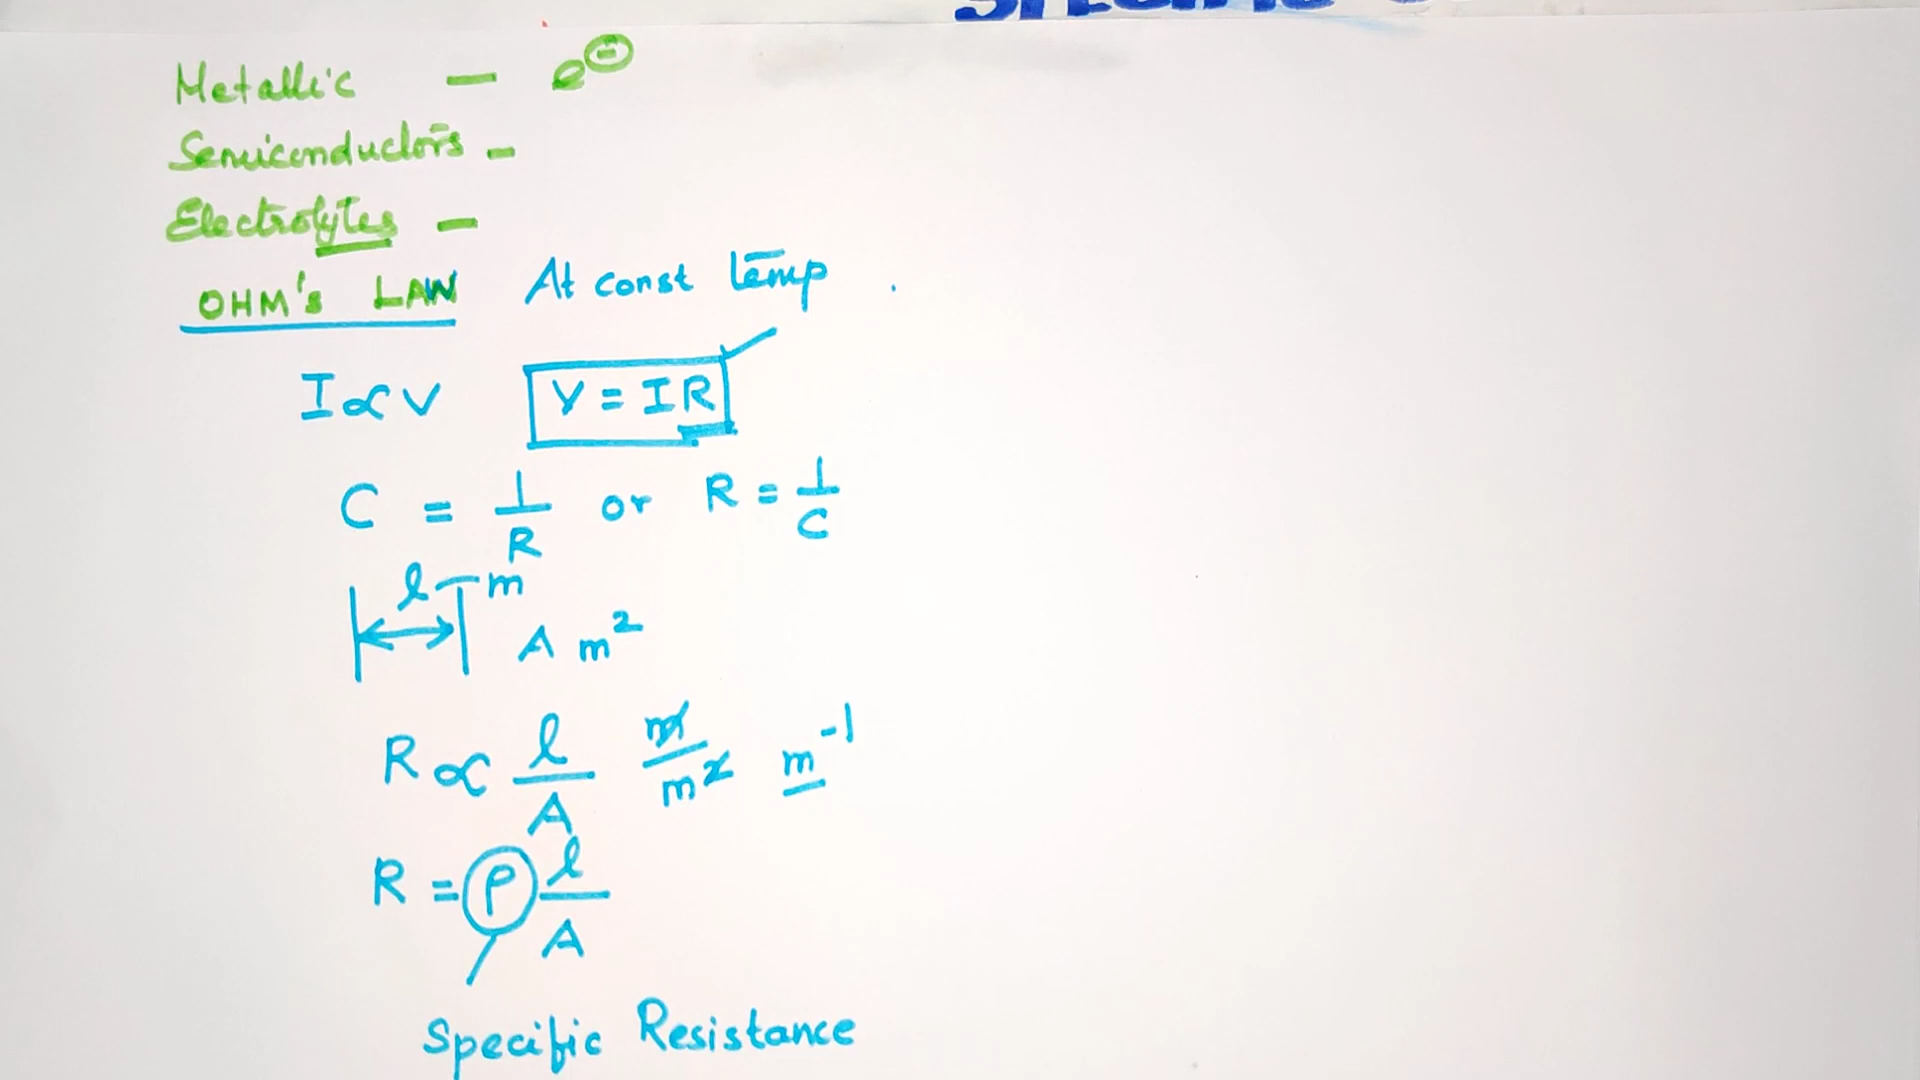 Metallic — e⊖
Semiconductors -
Electrolytes —
OHM's LAW At const temp .
I ∝ V V = IR
C = 1/R or R = 1/C
l - m
A m²
R ∝ l/A m/m² m⁻¹
R = ρ l/A
Specific Resistance